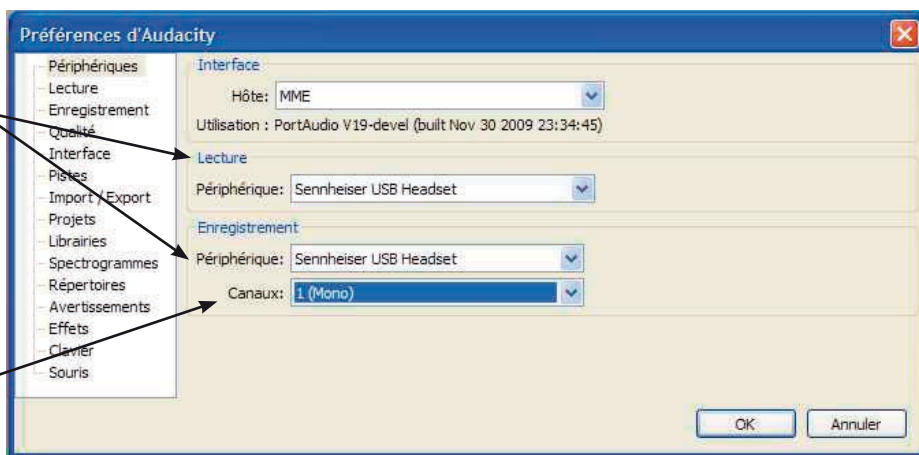 Préférences d'Audacity
Périphériques
Lecture
Enregistrement
Qualité
Interface
Pistes
Import / Export
Projets
Librairies
Spectrogrammes
Répertoires
Avertissements
Effets
Clavier
Souris
Interface
Hôte: MME
Utilisation : PortAudio V19-devel (built Nov 30 2009 23:34:45)
Lecture
Périphérique: Sennheiser USB Headset
Enregistrement
Périphérique: Sennheiser USB Headset
Canaux: 1 (Mono)
OK Annuler